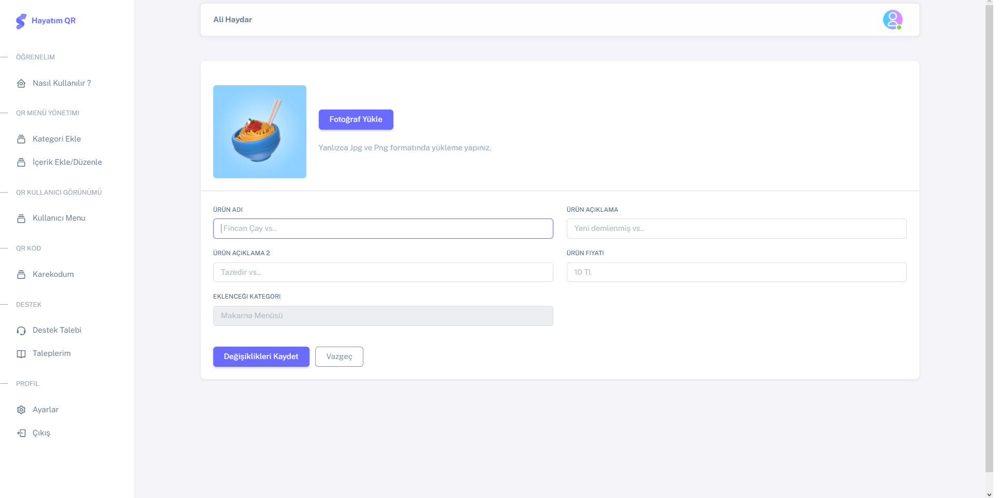 Hayatım QR
ÖĞRENELIM
Nasıl Kullanılır ?
QR MENÜ YÖNETIMI
Kategori Ekle
İçerik Ekle/Düzenle
QR KULLANICI GÖRÜNÜMÜ
Kullanıcı Menu
QR KOD
Karekodum
DESTEK
Destek Talebi
Taleplerim
PROFIL
Ayarlar
Çıkış
Ali Haydar
Fotoğraf Yükle
Yanlızca Jpg ve Png formatında yükleme yapınız.
ÜRÜN ADI
Fincan Çay vs..
ÜRÜN AÇIKLAMA
Yeni demlenmiş vs..
ÜRÜN AÇIKLAMA 2
Tazedir vs..
ÜRÜN FIYATI
10 Tl
EKLENCEĞI KATEGORI
Makarna Menüsü
Değişiklikleri Kaydet
Vazgeç